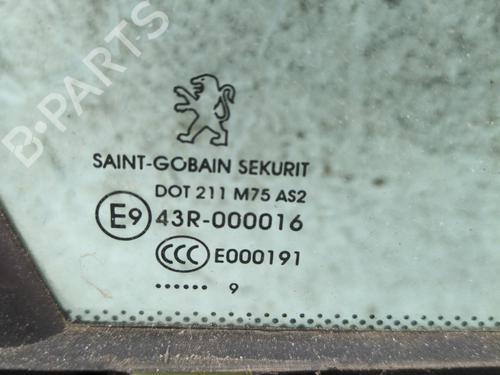 B-PARTS
SAINT-GOBAIN SEKURIT
DOT 211 M75 AS2
E9 43R-000016
CCC E000191
...... 9